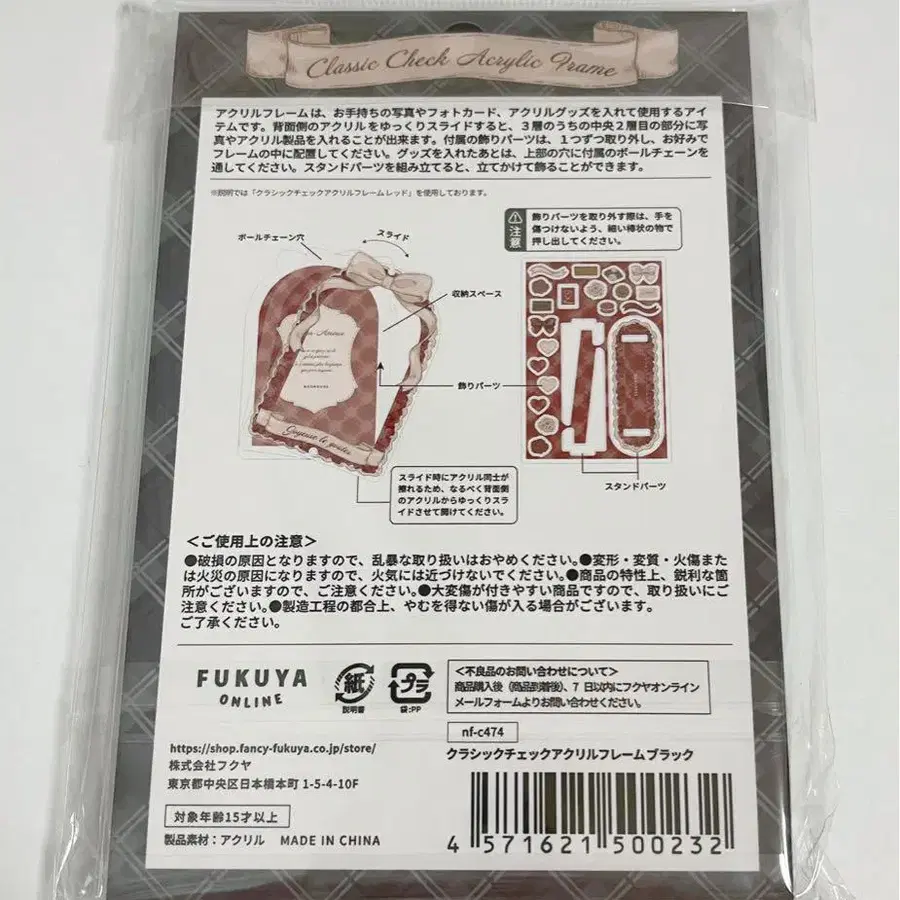 Classic Check Acrylic Frame
アクリルフレームは、お手持ちの写真やフォトカード、アクリルグッズを入れて使用するアイ
テムです。背面側のアクリルをゆっくりスライドすると、３層のうちの中央２層目の部分に写
真やアクリル製品を入れることが出来ます。付属の飾りパーツは、１つずつ取り外し、お好みで
フレームの中に配置してください。グッズを入れたあとは、上部の穴に付属のボールチェーンを
通してください。スタンドパーツを組み立てると、立てかけて飾ることができます。
※説明では「クラシックチェックアクリルフレームレッド」を使用しております。
注意
飾りパーツを取り外す際は、手を
傷つけないよう、細い棒状の物で
押し出してください。
ボールチェーン穴
スライド
収納スペース
飾りパーツ
スタンドパーツ
スライド時にアクリル同士が
擦れるため、なるべく背面側
のアクリルからゆっくりスラ
イドさせて開けてください。
＜ご使用上の注意＞
●破損の原因となりますので、乱暴な取り扱いはおやめください。●変形・変質・火傷また
は火災の原因になりますので、火気には近づけないでください。●商品の特性上、鋭利な箇
所がございますので、ご注意ください。●大変傷が付きやすい商品ですので、取り扱いにご
注意ください。●製造工程の都合上、やむを得ない傷が入る場合がございます。
ご了承ください。
FUKUYA
ONLINE
紙
説明書
プラ
袋:PP
＜不良品のお問い合わせについて＞
商品購入後（商品到着後）、7 日以内にフクヤオンライン
メールフォームよりお問い合わせください。
nf-c474
クラシックチェックアクリルフレームブラック
https://shop.fancy-fukuya.co.jp/store/
株式会社フクヤ
東京都中央区日本橋本町 1-5-4-10F
対象年齢15才以上
製品素材：アクリル MADE IN CHINA
4 571621 500232